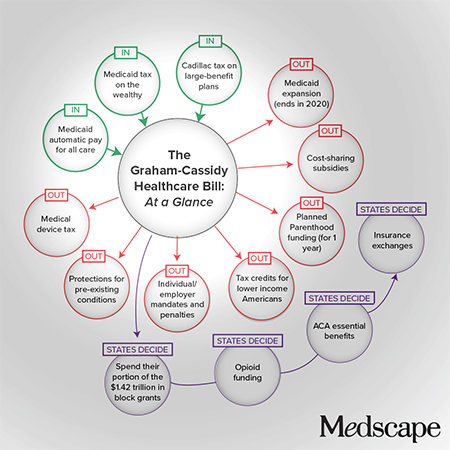 The
Graham-Cassidy
Healthcare Bill:
At a Glance
IN
Medicaid
automatic pay
for all care
IN
Medicaid tax
on the
wealthy
IN
Cadillac tax on
large-benefit
plans
OUT
Medicaid
expansion
(ends in 2020)
OUT
Cost-sharing
subsidies
OUT
Planned
Parenthood
funding (for 1
year)
OUT
Tax credits for
lower income
Americans
OUT
Individual/
employer
mandates and
penalties
OUT
Protections for
pre-existing
conditions
OUT
Medical
device tax
STATES DECIDE
Spend their
portion of the
$1.42 trillion in
block grants
STATES DECIDE
Opioid
funding
STATES DECIDE
ACA essential
benefits
STATES DECIDE
Insurance
exchanges
Medscape